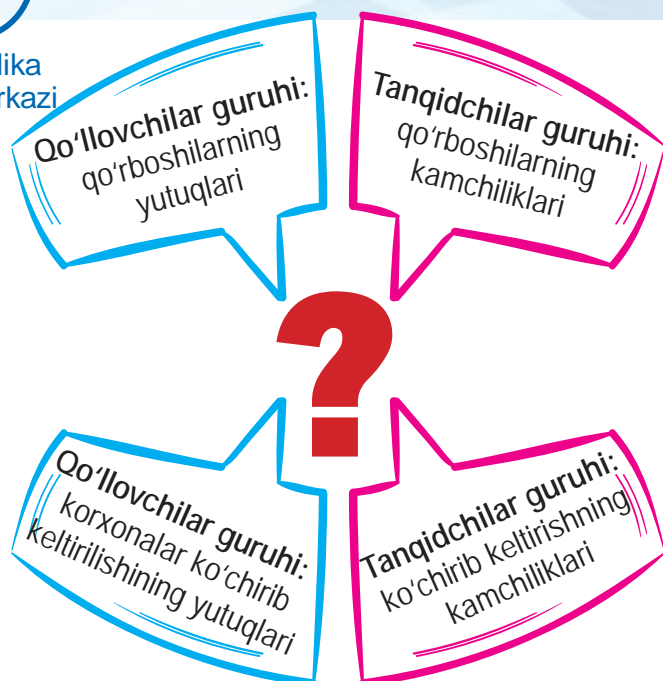 lika
rkazi
Qo‘llovchilar guruhi:
qo‘rboshilarning
yutuqlari
Tanqidchilar guruhi:
qo‘rboshilarning
kamchiliklari
?
Qo‘llovchilar guruhi:
korxonalar ko‘chirib
keltirilishining yutuqlari
Tanqidchilar guruhi:
ko‘chirib keltirishning
kamchiliklari